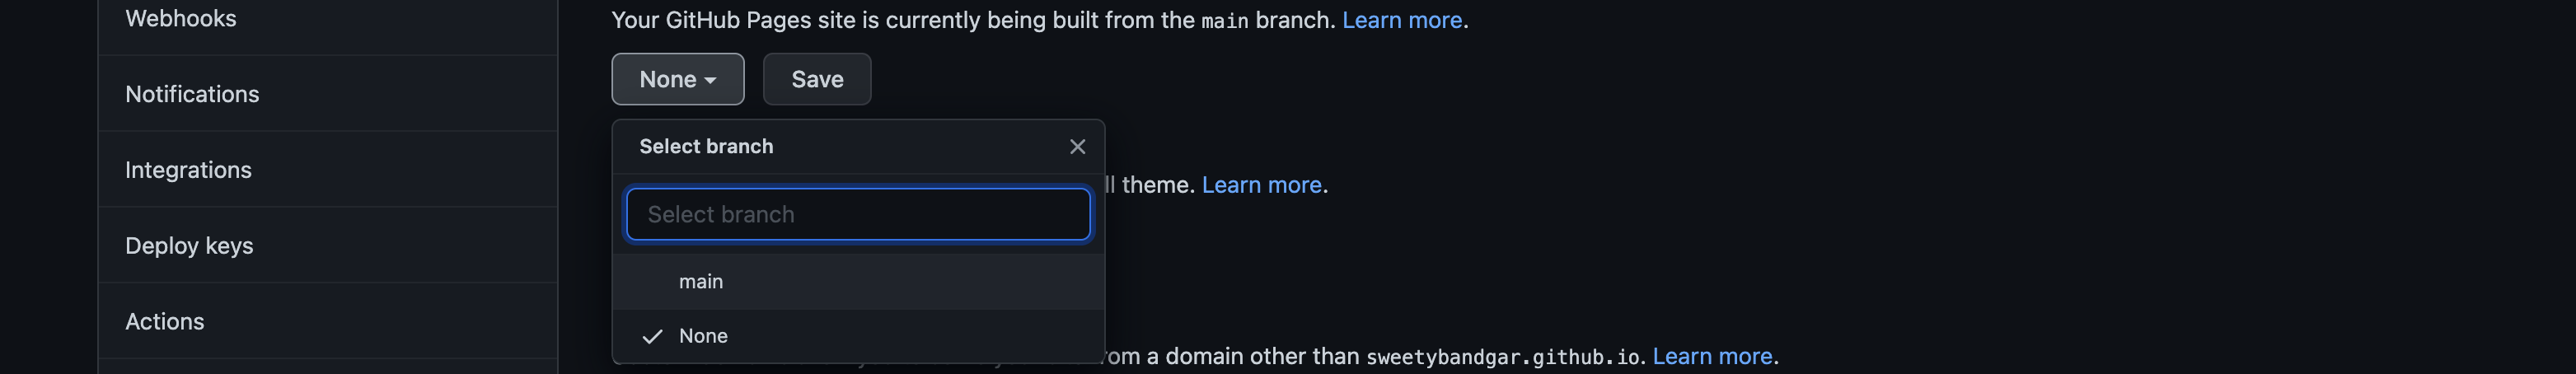 Webhooks
Notifications
Integrations
Deploy keys
Actions
Your GitHub Pages site is currently being built from the main branch. Learn more.
None
Save
Select branch
Select branch
main
None
theme. Learn more.
a domain other than sweetybandgar.github.io. Learn more.